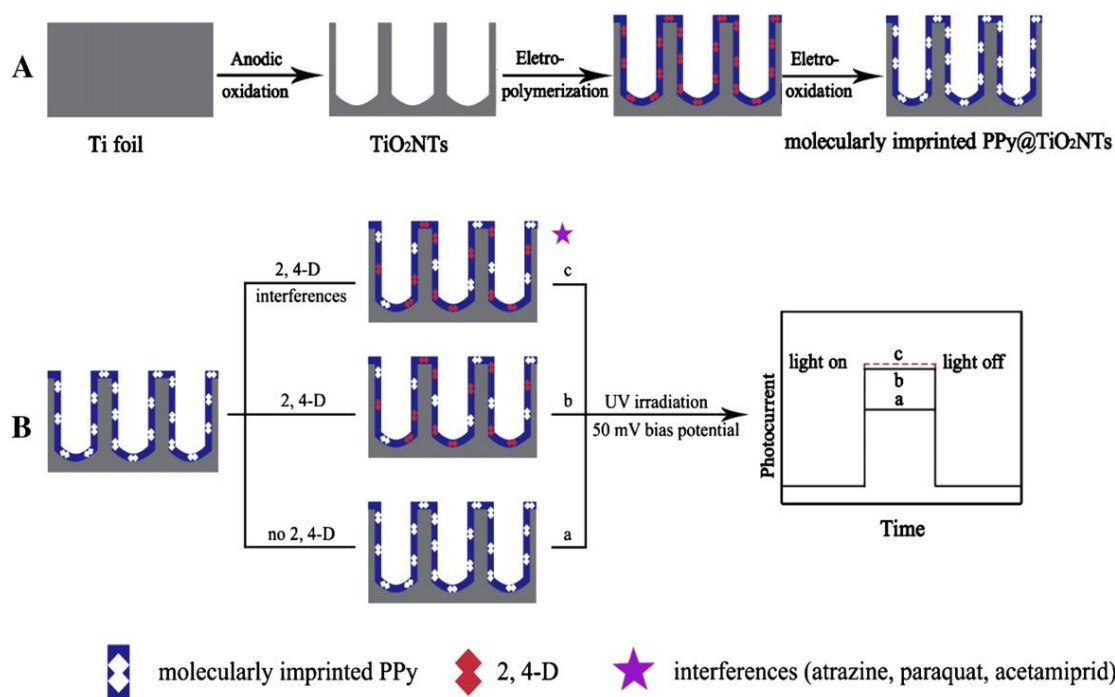 A
Ti foil
Anodic
oxidation
TiO₂NTs
Eletro-
polymerization
Eletro-
oxidation
molecularly imprinted PPy@TiO₂NTs
B
2, 4-D
interferences
c
2, 4-D
b
no 2, 4-D
a
UV irradiation
50 mV bias potential
Photocurrent
light on
c
b
a
light off
Time
molecularly imprinted PPy
2, 4-D
interferences (atrazine, paraquat, acetamiprid)